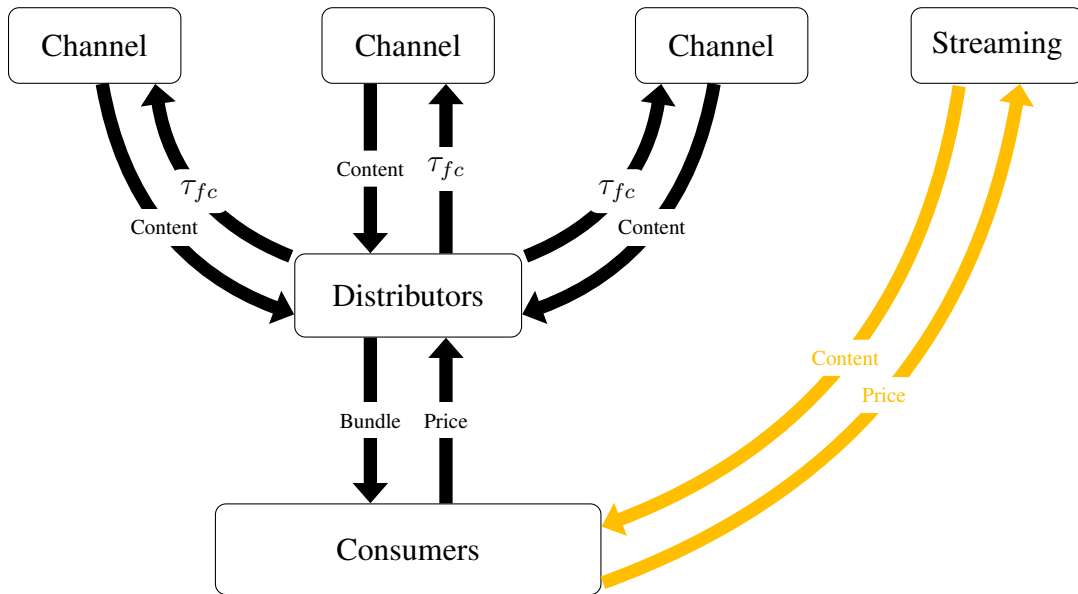 Channel
Channel
Channel
Streaming
Content
τ_fc
τ_fc
τ_fc
Content
Content
Distributors
Content
Price
Bundle
Price
Consumers